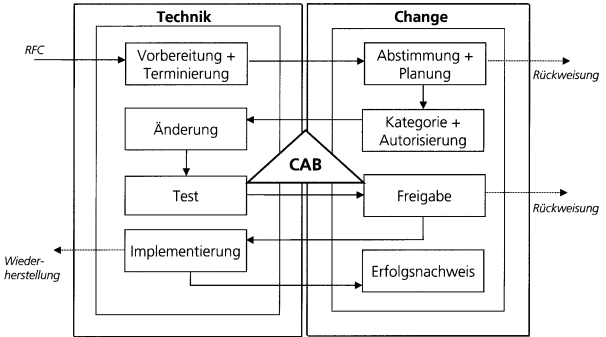 Technik
Change
RFC
Vorbereitung +
Terminierung
Abstimmung +
Planung
Rückweisung
Änderung
Kategorie +
Autorisierung
CAB
Test
Freigabe
Rückweisung
Wieder-
herstellung
Implementierung
Erfolgsnachweis